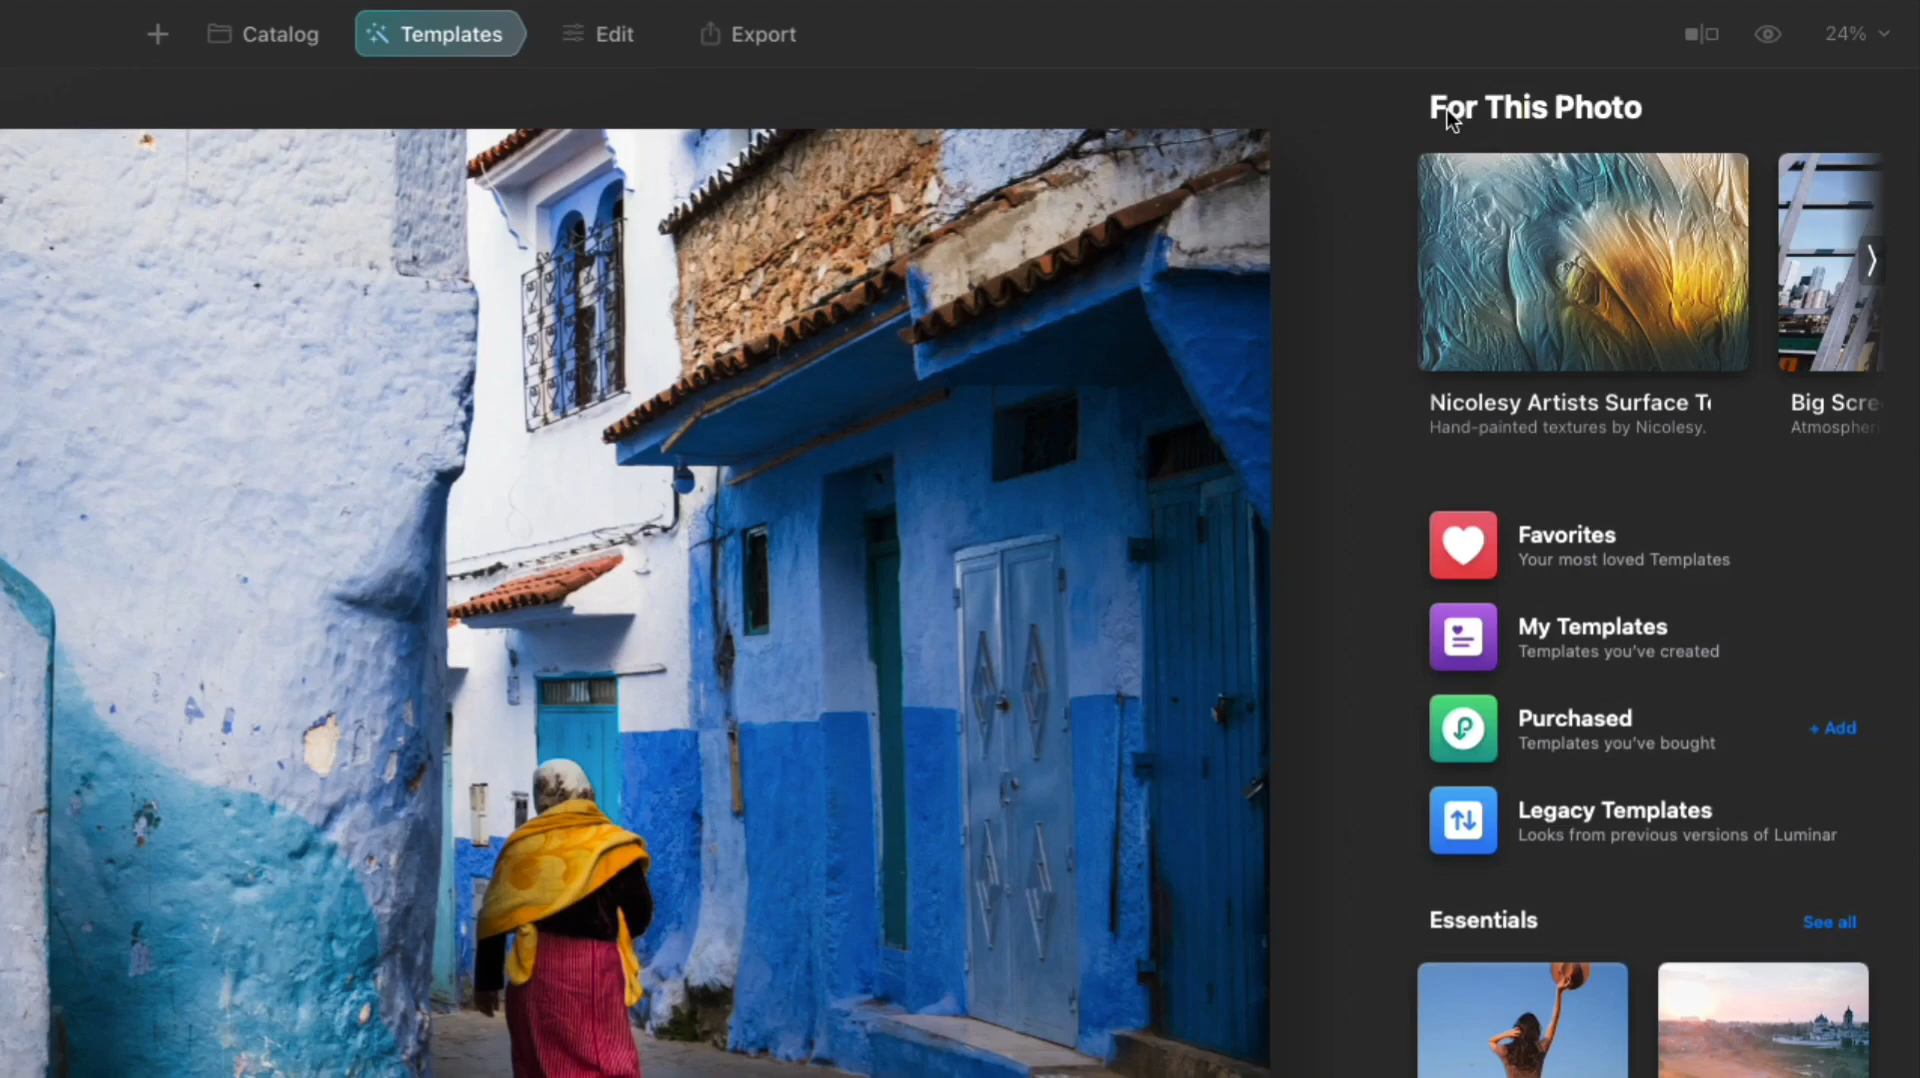 Catalog
Templates
Edit
Export
24%
For This Photo
Nicolesy Artists Surface Te
Hand-painted textures by Nicolesy.
Big Scre
Atmospheri
Favorites
Your most loved Templates
My Templates
Templates you've created
Purchased
Templates you've bought
+ Add
Legacy Templates
Looks from previous versions of Luminar
Essentials
See all